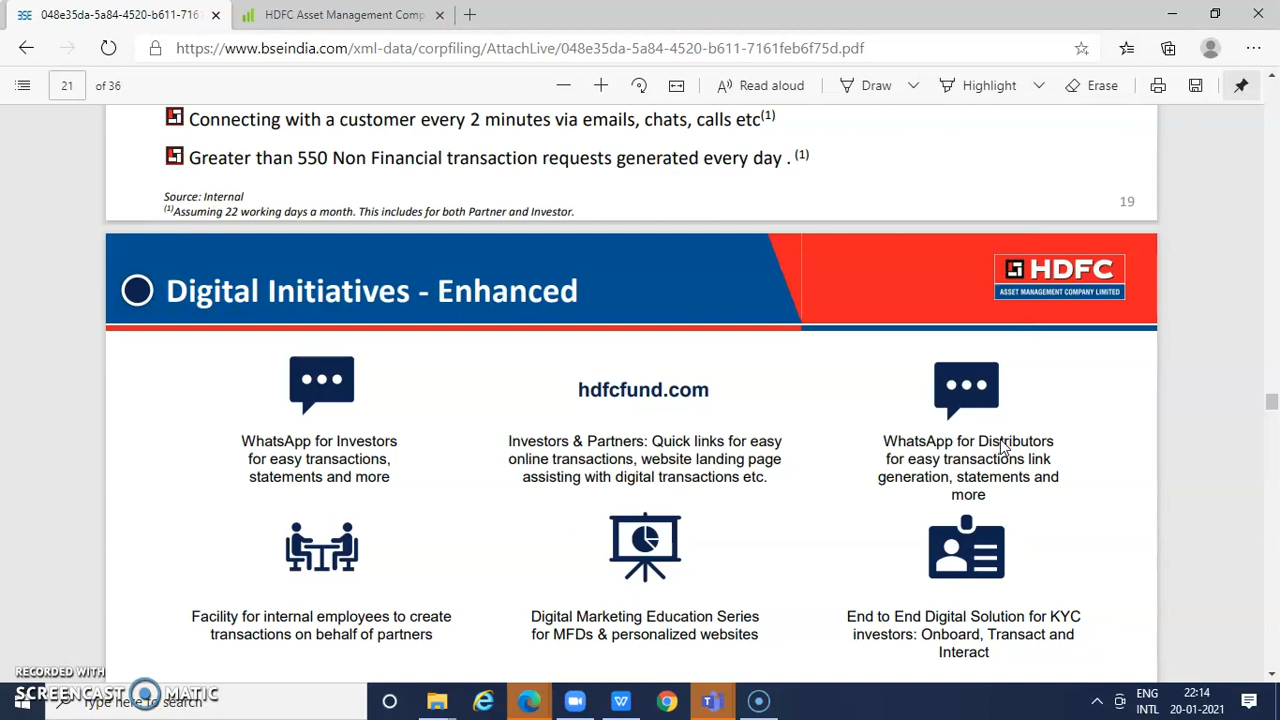 048e35da-5a84-4520-b611-7161
HDFC Asset Management Comp
https://www.bseindia.com/xml-data/corpfiling/AttachLive/048e35da-5a84-4520-b611-7161feb6f75d.pdf
21 of 36
Read aloud
Draw
Highlight
Erase
Connecting with a customer every 2 minutes via emails, chats, calls etc(1)
Greater than 550 Non Financial transaction requests generated every day . (1)
Source: Internal
(1)Assuming 22 working days a month. This includes for both Partner and Investor.
19
Digital Initiatives - Enhanced
HDFC
ASSET MANAGEMENT COMPANY LIMITED
WhatsApp for Investors
for easy transactions,
statements and more
hdfcfund.com
Investors & Partners: Quick links for easy
online transactions, website landing page
assisting with digital transactions etc.
WhatsApp for Distributors
for easy transactions link
generation, statements and
more
Facility for internal employees to create
transactions on behalf of partners
Digital Marketing Education Series
for MFDs & personalized websites
End to End Digital Solution for KYC
investors: Onboard, Transact and
Interact
RECORDED WITH
SCREENCAST MATIC
Type here to search
ENG
INTL
22:14
20-01-2021